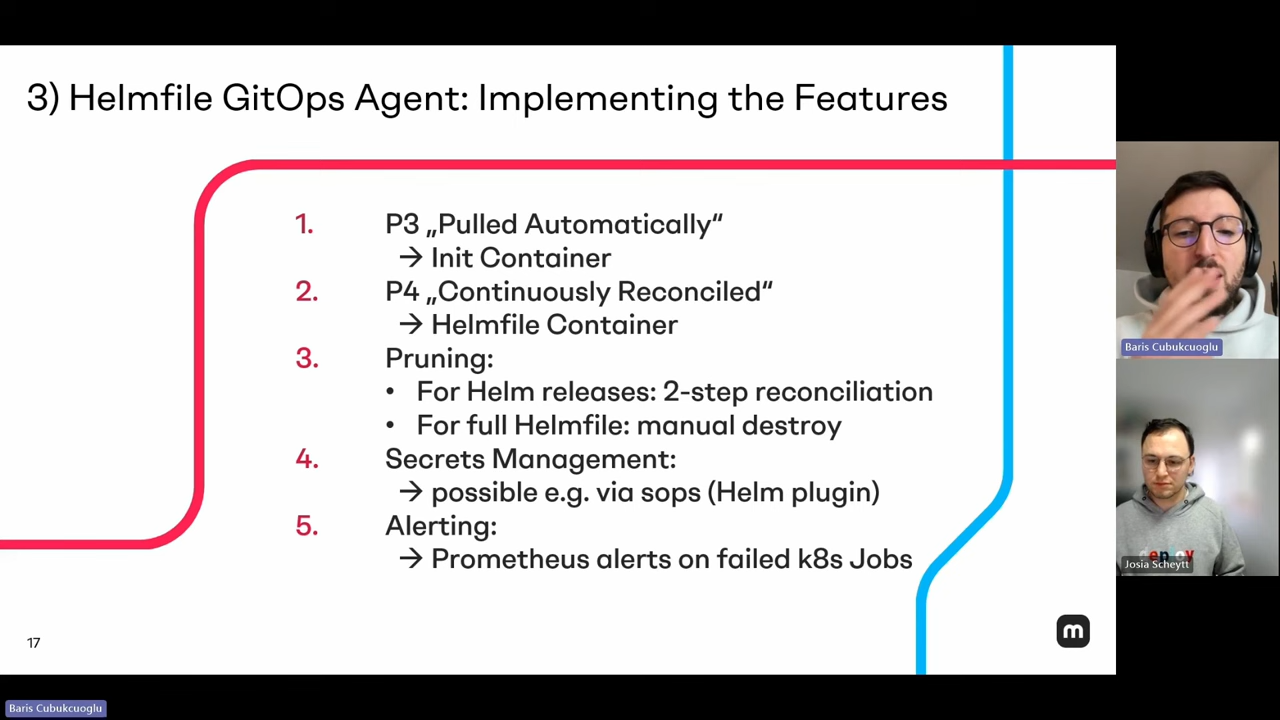 3) Helmfile GitOps Agent: Implementing the Features
1. P3 „Pulled Automatically“
→ Init Container
2. P4 „Continuously Reconciled“
→ Helmfile Container
3. Pruning:
• For Helm releases: 2-step reconciliation
• For full Helmfile: manual destroy
4. Secrets Management:
→ possible e.g. via sops (Helm plugin)
5. Alerting:
→ Prometheus alerts on failed k8s Jobs
17
m
Baris Cubukcuoglu
deploy
Josia Scheytt
Baris Cubukcuoglu